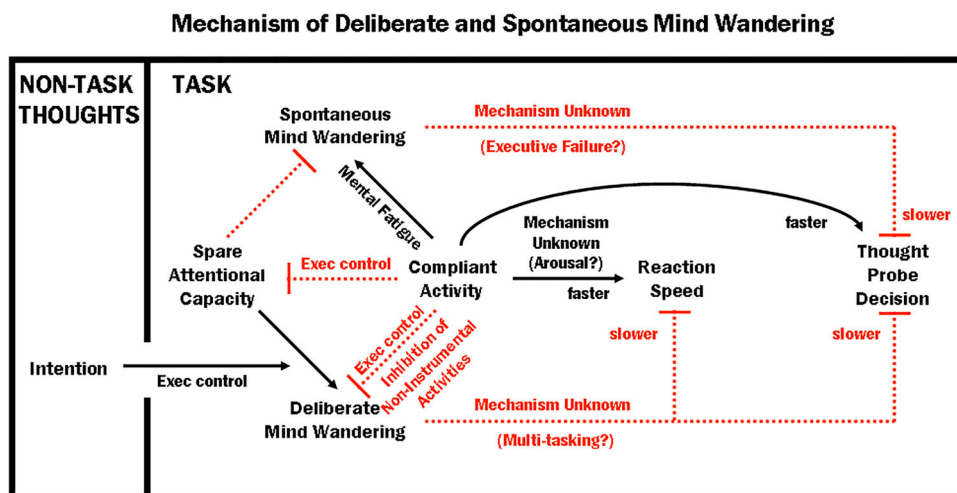 Mechanism of Deliberate and Spontaneous Mind Wandering
NON-TASK
THOUGHTS
TASK
Spontaneous
Mind Wandering
Mechanism Unknown
(Executive Failure?)
Mental Fatigue
slower
faster
Mechanism
Unknown
(Arousal?)
faster
Spare
Attentional
Capacity
Exec control
Compliant
Activity
Reaction
Speed
Thought
Probe
Decision
slower
slower
Exec control
Inhibition of
Non-Instrumental
Activities
Intention
Exec control
Deliberate
Mind Wandering
Mechanism Unknown
(Multi-tasking?)